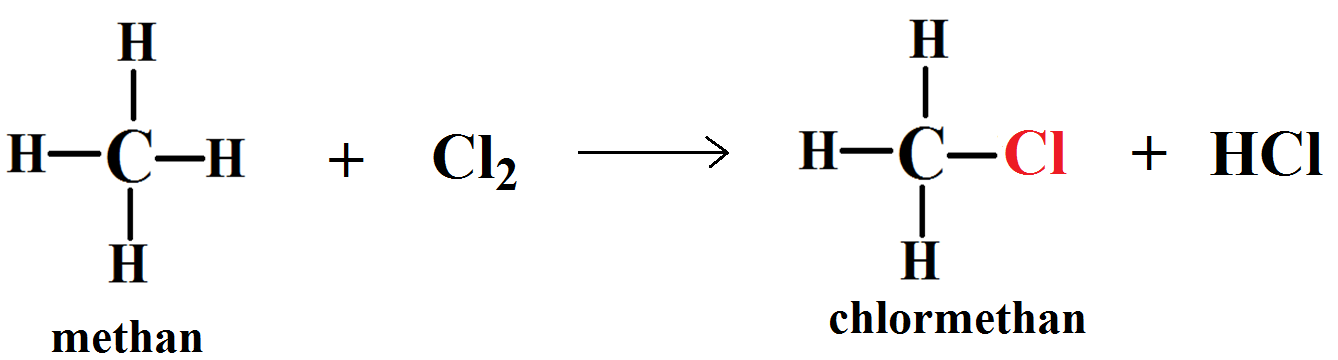 H H
H C H + Cl₂ → H C Cl + HCl
H H
methan chlormethan